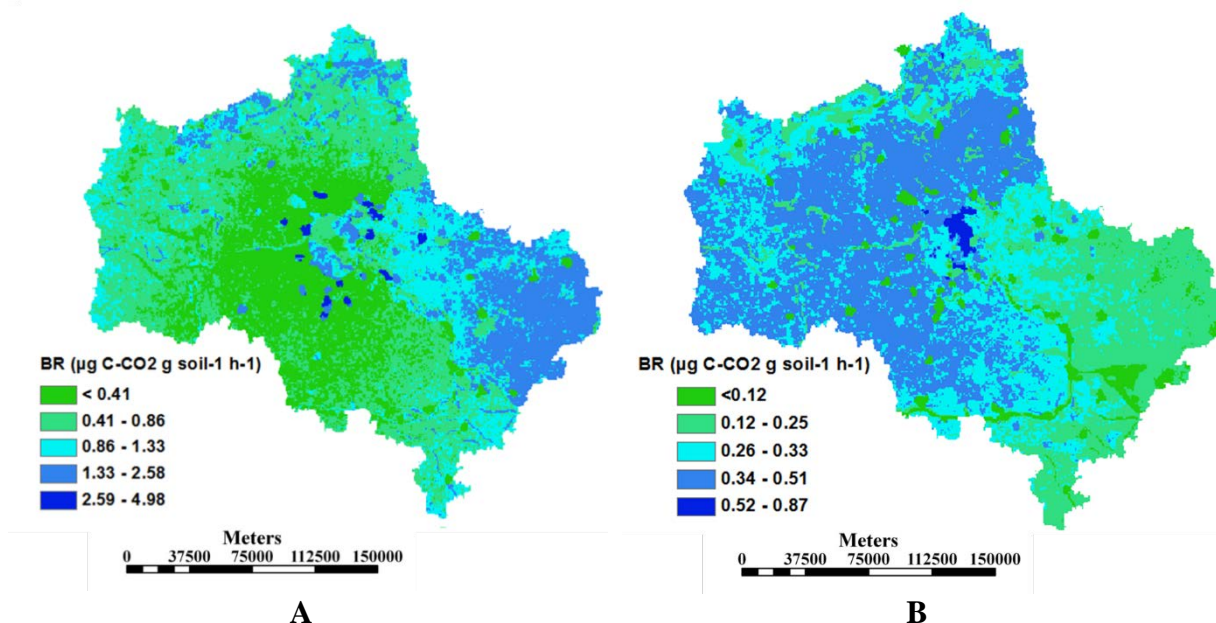 BR (µg C-CO2 g soil-1 h-1)
< 0.41
0.41 - 0.86
0.86 - 1.33
1.33 - 2.58
2.59 - 4.98
Meters
0 37500 75000 112500 150000
A
BR (µg C-CO2 g soil-1 h-1)
<0.12
0.12 - 0.25
0.26 - 0.33
0.34 - 0.51
0.52 - 0.87
Meters
0 37500 75000 112500 150000
B